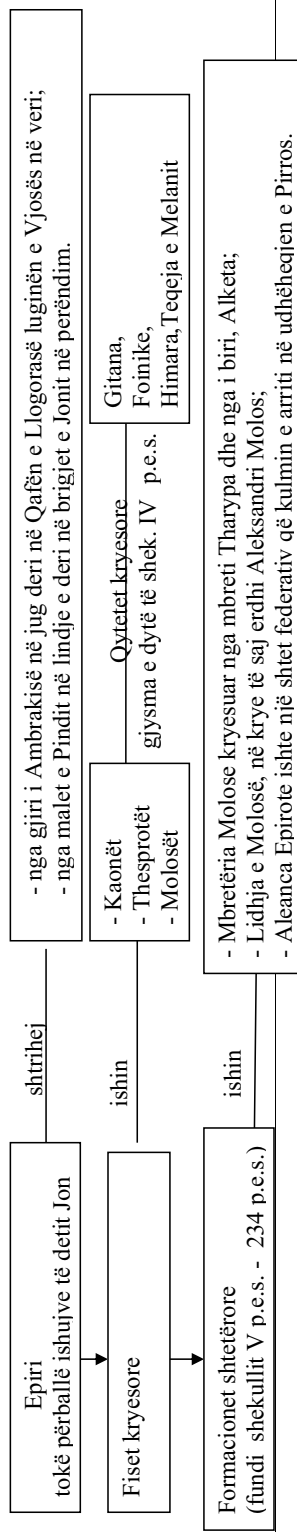 Epiri
tokë përballë ishujve të detit Jon
shtrihej
- nga gjiri i Ambrakisë në jug deri në Qafën e Llogorasë luginën e Vjosës në veri;
- nga malet e Pindit në lindje e deri në brigjet e Jonit në perëndim.
Fiset kryesore
ishin
- Kaonët
- Thesprotët
- Molosët
Qytetet kryesore
gjysma e dytë të shek. IV p.e.s.
Gitana,
Foinike,
Himara,Teqeja e Melanit
Formacionet shtetërore
(fundi shekullit V p.e.s. - 234 p.e.s.)
ishin
- Mbretëria Molose kryesuar nga mbreti Tharypa dhe nga i biri, Alketa;
- Lidhja e Molosë, në krye të saj erdhi Aleksandri Molos;
- Aleanca Epirote ishte një shtet federativ që kulmin e arriti në udhëheqjen e Pirros.